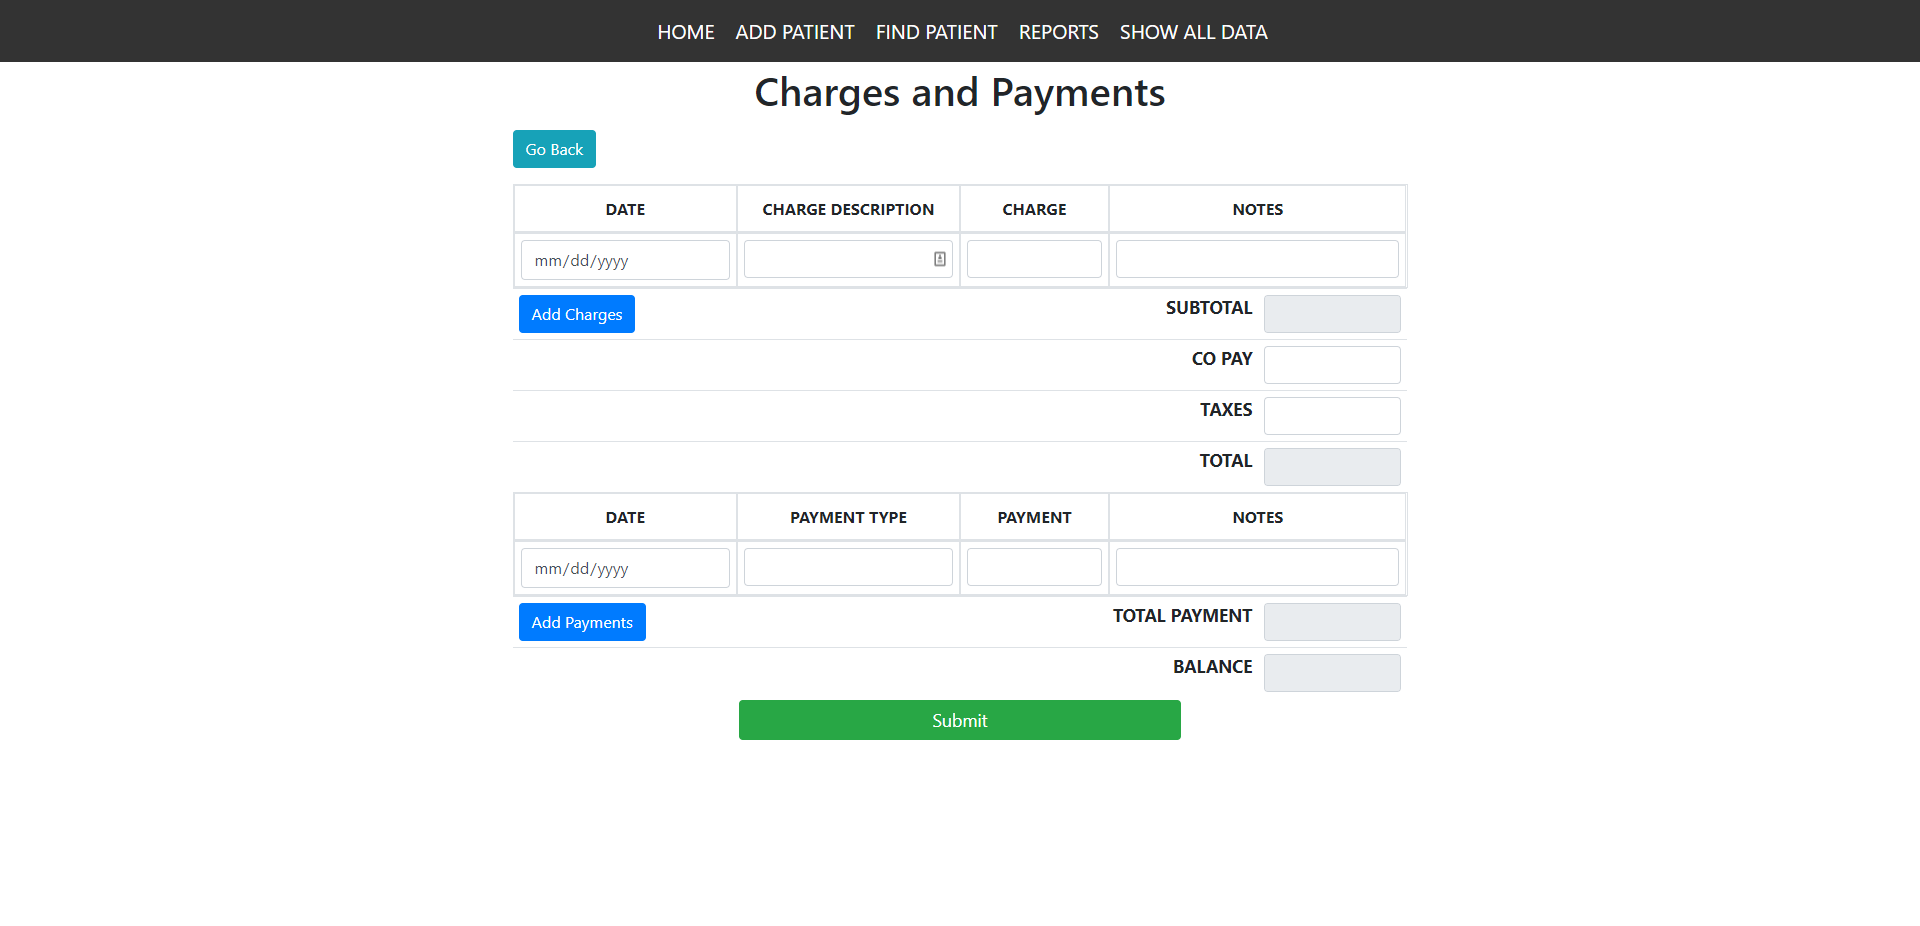 HOME ADD PATIENT FIND PATIENT REPORTS SHOW ALL DATA
Charges and Payments
Go Back
DATE CHARGE DESCRIPTION CHARGE NOTES
mm/dd/yyyy
Add Charges SUBTOTAL
CO PAY
TAXES
TOTAL
DATE PAYMENT TYPE PAYMENT NOTES
mm/dd/yyyy
Add Payments TOTAL PAYMENT
BALANCE
Submit